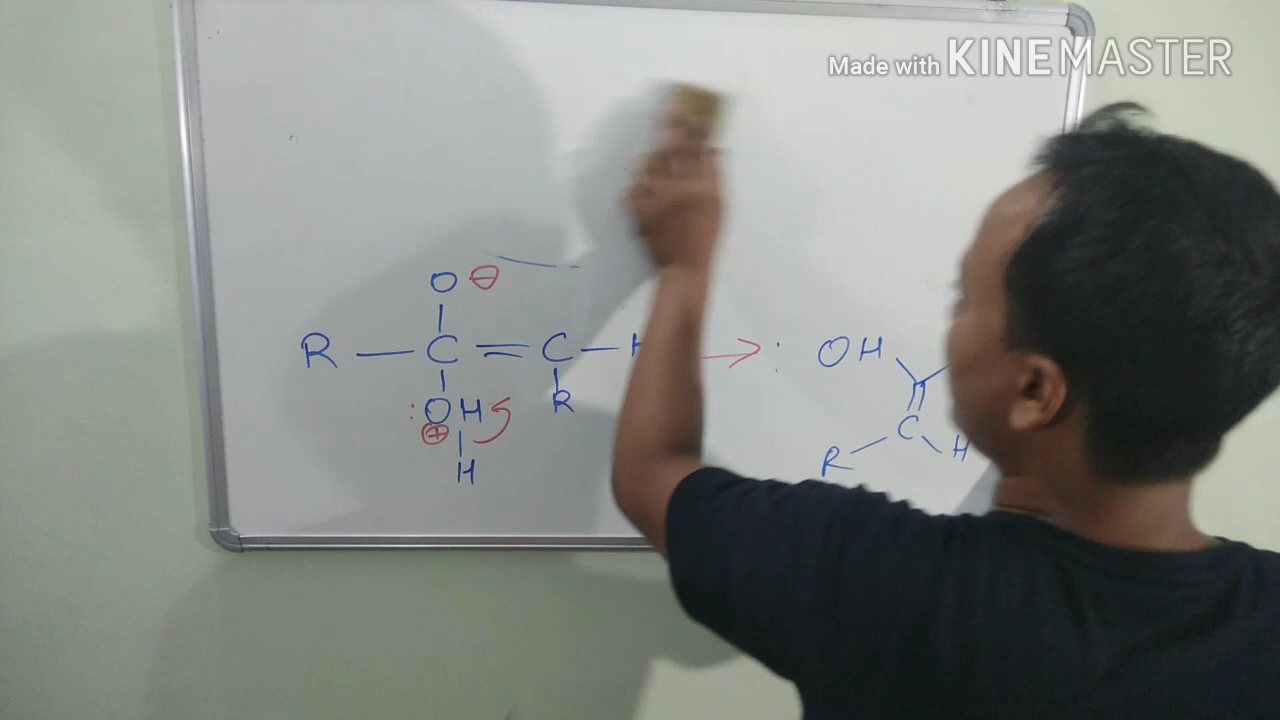 Made with KINEMASTER
O ⊖
R — C = C — H → : OH
:OH R C
⊕ R H
H